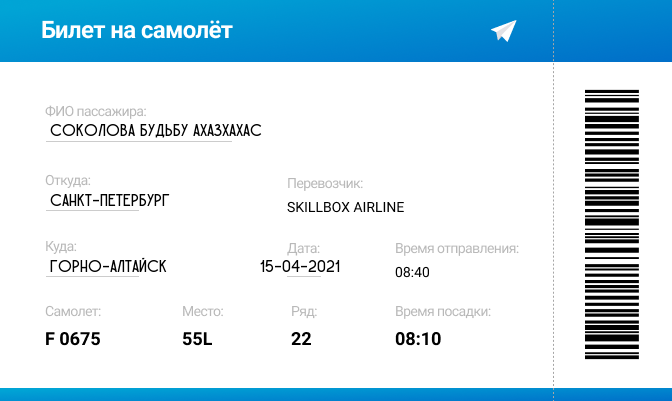 Билет на самолёт
ФИО пассажира:
СОКОЛОВА БУДЬБУ АХАЗХАХАС
Откуда:
Перевозчик:
САНКТ-ПЕТЕРБУРГ
SKILLBOX AIRLINE
Куда:
Дата:
Время отправления:
ГОРНО-АЛТАЙСК
15-04-2021
08:40
Самолет:
Место:
Ряд:
Время посадки:
F 0675
55L
22
08:10